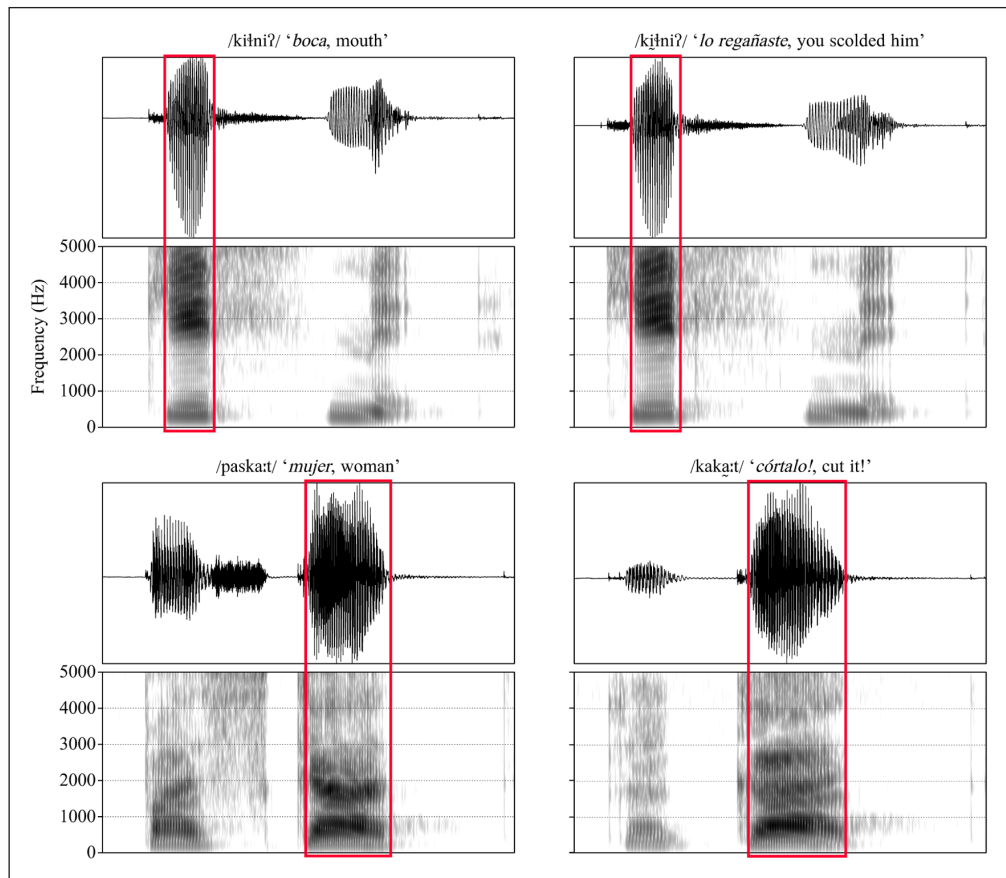 /kiɬniʔ/ ‘boca, mouth’
/kḭɬniʔ/ ‘lo regañaste, you scolded him’
Frequency (Hz)
5000
4000
3000
2000
1000
0
/paskaːt/ ‘mujer, woman’
/kaka̰ːt/ ‘córtalo!, cut it!’
5000
4000
3000
2000
1000
0